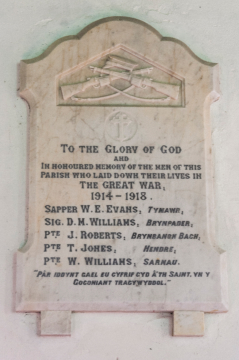 To the Glory of God
and
in honoured memory of the men of this
Parish who laid down their lives in
The Great War,
1914-1918.
Sapper W. E. Evans, Tymawr,
Sig. D. M. Williams, Brynpader,
Pte J. Roberts, Brynbanon Bach,
Pte T. Jones, Hendre,
Pte W. Williams, Sarnau.
"Pâr iddynt gael eu cyfrif gyd â'th Saint, yn y
Gogoniant tragywyddol."